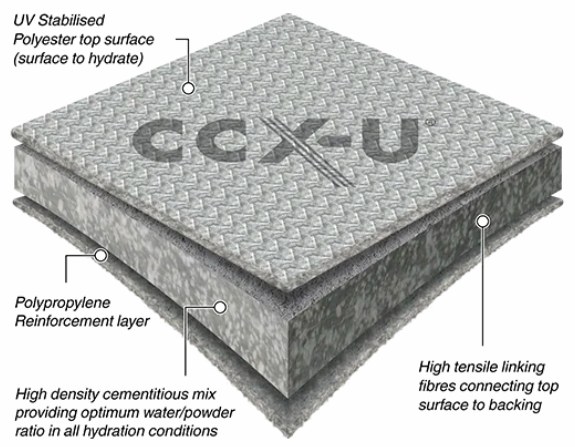 UV Stabilised
Polyester top surface
(surface to hydrate)
CCX-U®
Polypropylene
Reinforcement layer
High density cementitious mix
providing optimum water/powder
ratio in all hydration conditions
High tensile linking
fibres connecting top
surface to backing